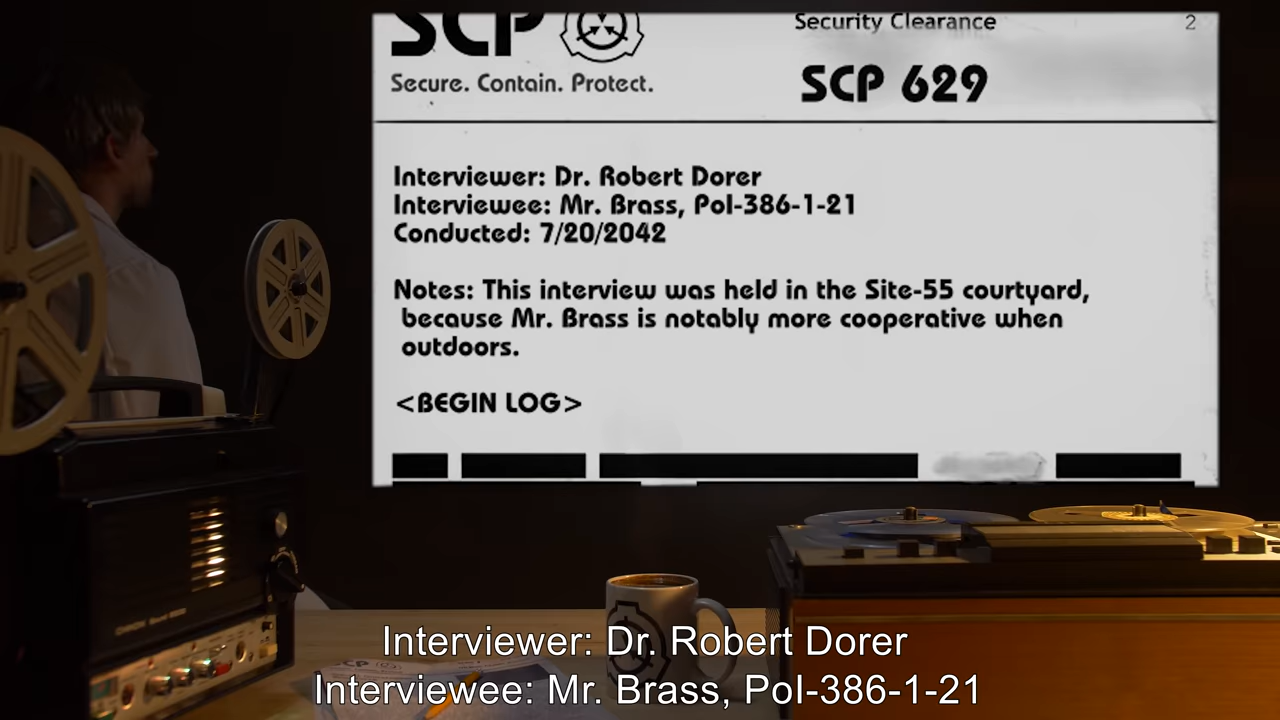 SCP
Security Clearance 2
Secure. Contain. Protect.
SCP 629
Interviewer: Dr. Robert Dorer
Interviewee: Mr. Brass, PoI-386-1-21
Conducted: 7/20/2042
Notes: This interview was held in the Site-55 courtyard,
because Mr. Brass is notably more cooperative when
outdoors.
<BEGIN LOG>
Interviewer: Dr. Robert Dorer
Interviewee: Mr. Brass, PoI-386-1-21